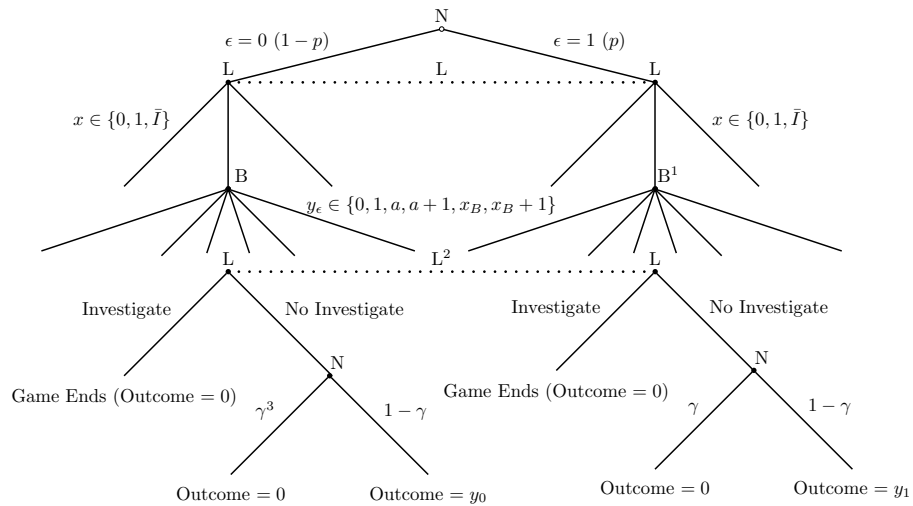 N
ϵ = 0 (1 − p)
ϵ = 1 (p)
L
L
L
x ∈ {0, 1, Ī}
x ∈ {0, 1, Ī}
B
B¹
y_ϵ ∈ {0, 1, a, a + 1, x_B, x_B + 1}
L
L²
L
Investigate
No Investigate
Investigate
No Investigate
N
N
Game Ends (Outcome = 0)
Game Ends (Outcome = 0)
γ³
1 − γ
γ
1 − γ
Outcome = 0
Outcome = y₀
Outcome = 0
Outcome = y₁